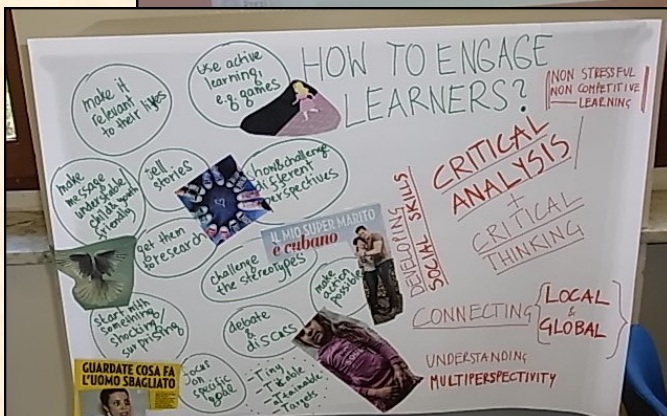 HOW TO ENGAGE
LEARNERS?
NON STRESSFUL
NON COMPETITIVE
LEARNING
use active
learning,
e.g. games
make it
relevant
to their lives
make
message
understable
child & youth
friendly
tell
stories
show & challenge
different
perspectives
get them
to research
challenge
the stereotypes
make
action
possible
start with
something
shocking/
surprising
debate
&
discuss
focus
on
specific
goal
- Tiny
- Tickable
- Trainable
- Targets
IL MIO SUPER MARITO
è cubano
GUARDATE COSA FA
L'UOMO SBAGLIATO
DEVELOPING
SOCIAL SKILLS
CRITICAL
ANALYSIS
+
CRITICAL
THINKING
CONNECTING
LOCAL
&
GLOBAL
UNDERSTANDING
MULTIPERSPECTIVITY